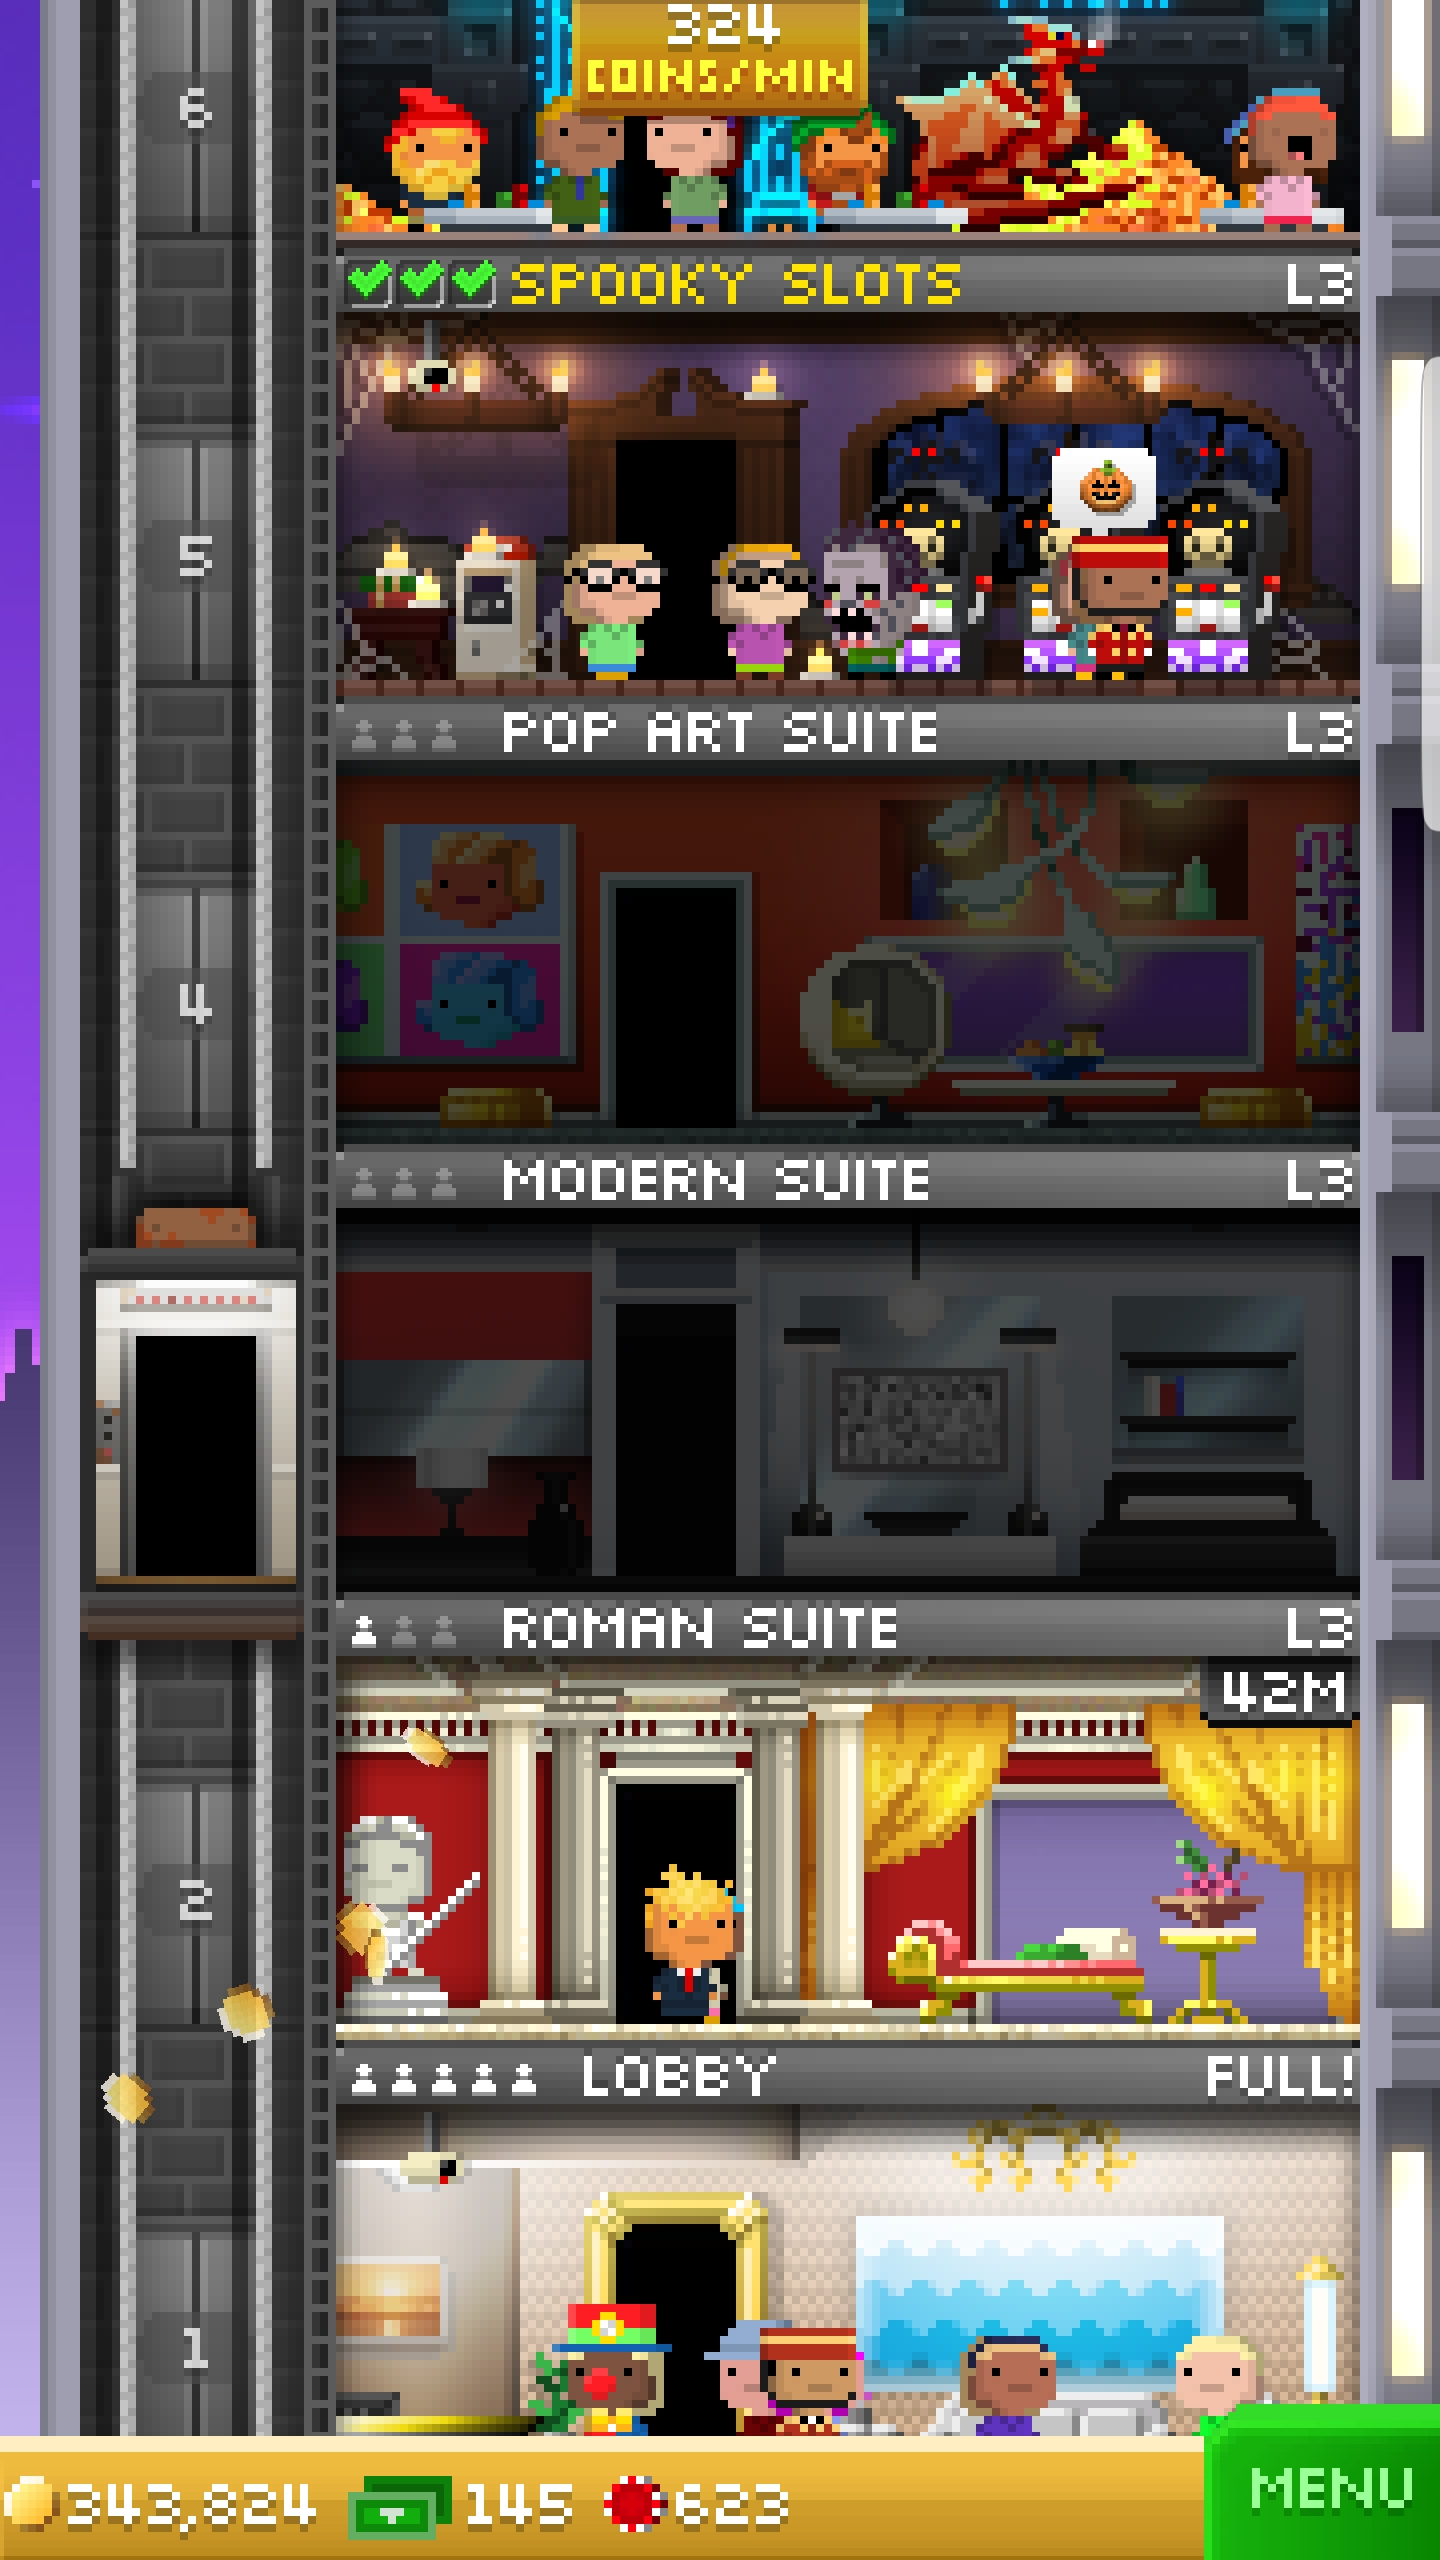 324
COINS/MIN
6
SPOOKY SLOTS L3
5
POP ART SUITE L3
4
MODERN SUITE L3
ROMAN SUITE L3
42M
2
LOBBY FULL!
1
343,824 145 623 MENU